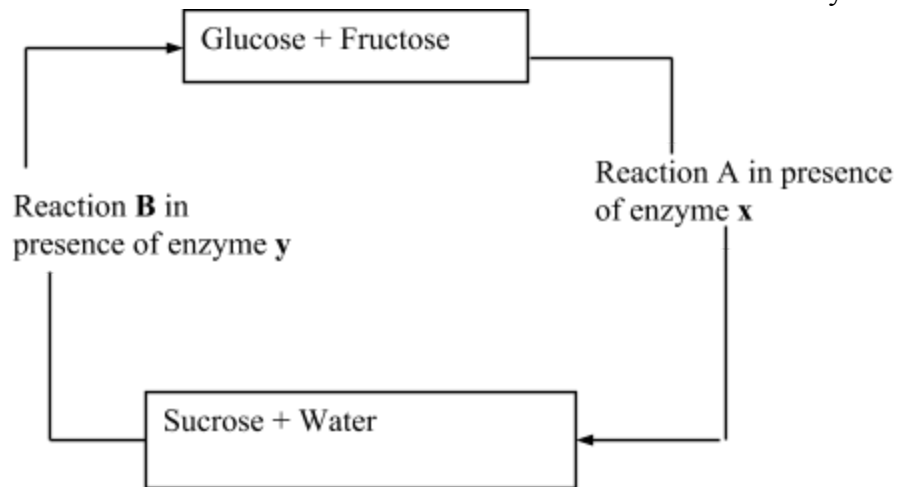 Glucose + Fructose
Reaction A in presence
of enzyme x
Reaction B in
presence of enzyme y
Sucrose + Water